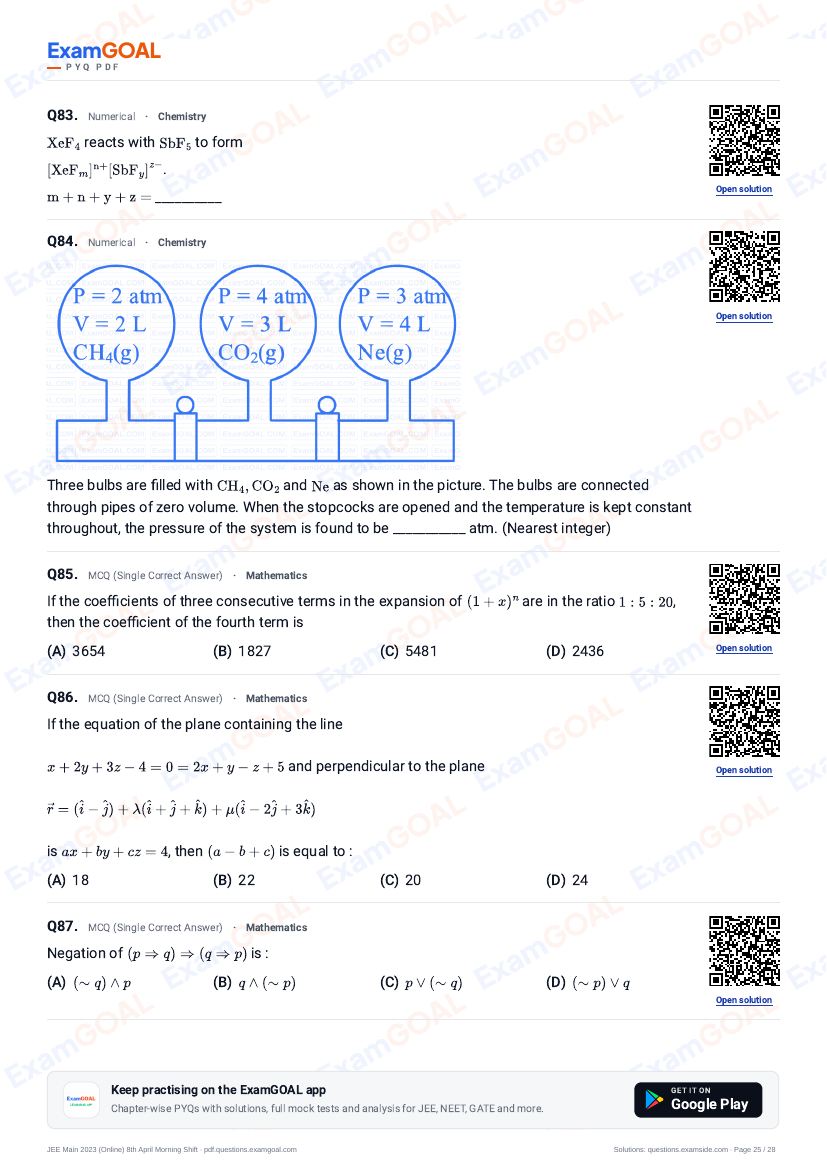 ExamGOAL
PYQ PDF
Q83. Numerical · Chemistry
XeF₄ reacts with SbF₅ to form
[XeFₘ]ⁿ⁺[SbF_y]^{z−}.
m + n + y + z = __________
Open solution
Q84. Numerical · Chemistry
P = 2 atm P = 4 atm P = 3 atm
V = 2 L V = 3 L V = 4 L
CH₄(g) CO₂(g) Ne(g)
Open solution
Three bulbs are filled with CH₄, CO₂ and Ne as shown in the picture. The bulbs are connected
through pipes of zero volume. When the stopcocks are opened and the temperature is kept constant
throughout, the pressure of the system is found to be __________ atm. (Nearest integer)
Q85. MCQ (Single Correct Answer) · Mathematics
If the coefficients of three consecutive terms in the expansion of (1 + x)ⁿ are in the ratio 1 : 5 : 20,
then the coefficient of the fourth term is
(A) 3654 (B) 1827 (C) 5481 (D) 2436
Open solution
Q86. MCQ (Single Correct Answer) · Mathematics
If the equation of the plane containing the line
x + 2y + 3z − 4 = 0 = 2x + y − z + 5 and perpendicular to the plane
r⃗ = (î − ĵ) + λ(î + ĵ + k̂) + μ(î − 2ĵ + 3k̂)
is ax + by + cz = 4, then (a − b + c) is equal to :
(A) 18 (B) 22 (C) 20 (D) 24
Open solution
Q87. MCQ (Single Correct Answer) · Mathematics
Negation of (p ⇒ q) ⇒ (q ⇒ p) is :
(A) (∼ q) ∧ p (B) q ∧ (∼ p) (C) p ∨ (∼ q) (D) (∼ p) ∨ q
Open solution
Keep practising on the ExamGOAL app
Chapter-wise PYQs with solutions, full mock tests and analysis for JEE, NEET, GATE and more.
ExamGOAL
GET IT ON
Google Play
JEE Main 2023 (Online) 8th April Morning Shift · pdf.questions.examgoal.com
Solutions: questions.examside.com · Page 25 / 28